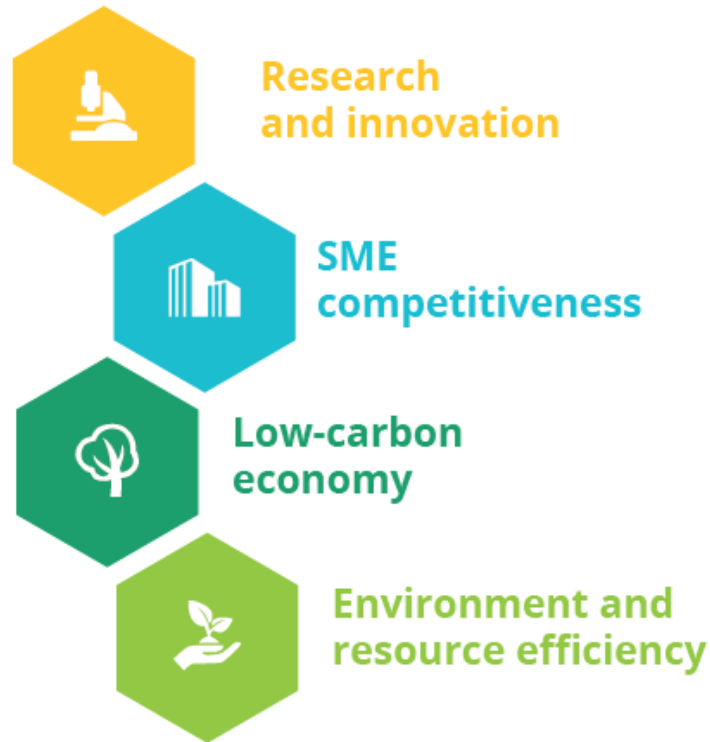 Research
and innovation
SME
competitiveness
Low-carbon
economy
Environment and
resource efficiency